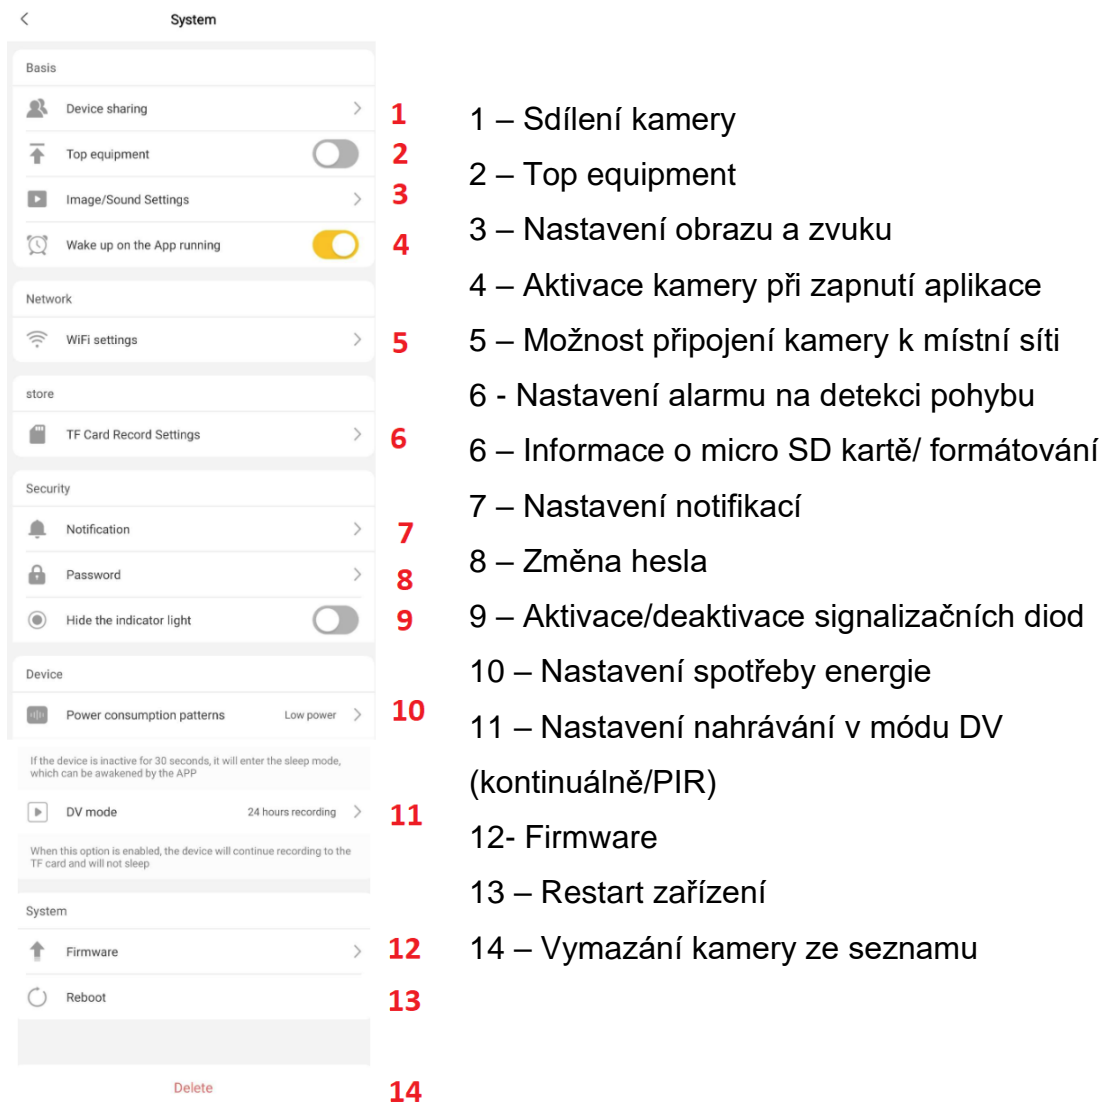 System
Basis
Device sharing
1
Top equipment
2
Image/Sound Settings
3
Wake up on the App running
4
Network
WiFi settings
5
store
TF Card Record Settings
6
Security
Notification
7
Password
8
Hide the indicator light
9
Device
Power consumption patterns Low power
10
If the device is inactive for 30 seconds, it will enter the sleep mode,
which can be awakened by the APP
DV mode 24 hours recording
11
When this option is enabled, the device will continue recording to the
TF card and will not sleep
System
Firmware
12
Reboot
13
Delete
14
1 – Sdílení kamery
2 – Top equipment
3 – Nastavení obrazu a zvuku
4 – Aktivace kamery při zapnutí aplikace
5 – Možnost připojení kamery k místní síti
6 - Nastavení alarmu na detekci pohybu
6 – Informace o micro SD kartě/ formátování
7 – Nastavení notifikací
8 – Změna hesla
9 – Aktivace/deaktivace signalizačních diod
10 – Nastavení spotřeby energie
11 – Nastavení nahrávání v módu DV
(kontinuálně/PIR)
12- Firmware
13 – Restart zařízení
14 – Vymazání kamery ze seznamu